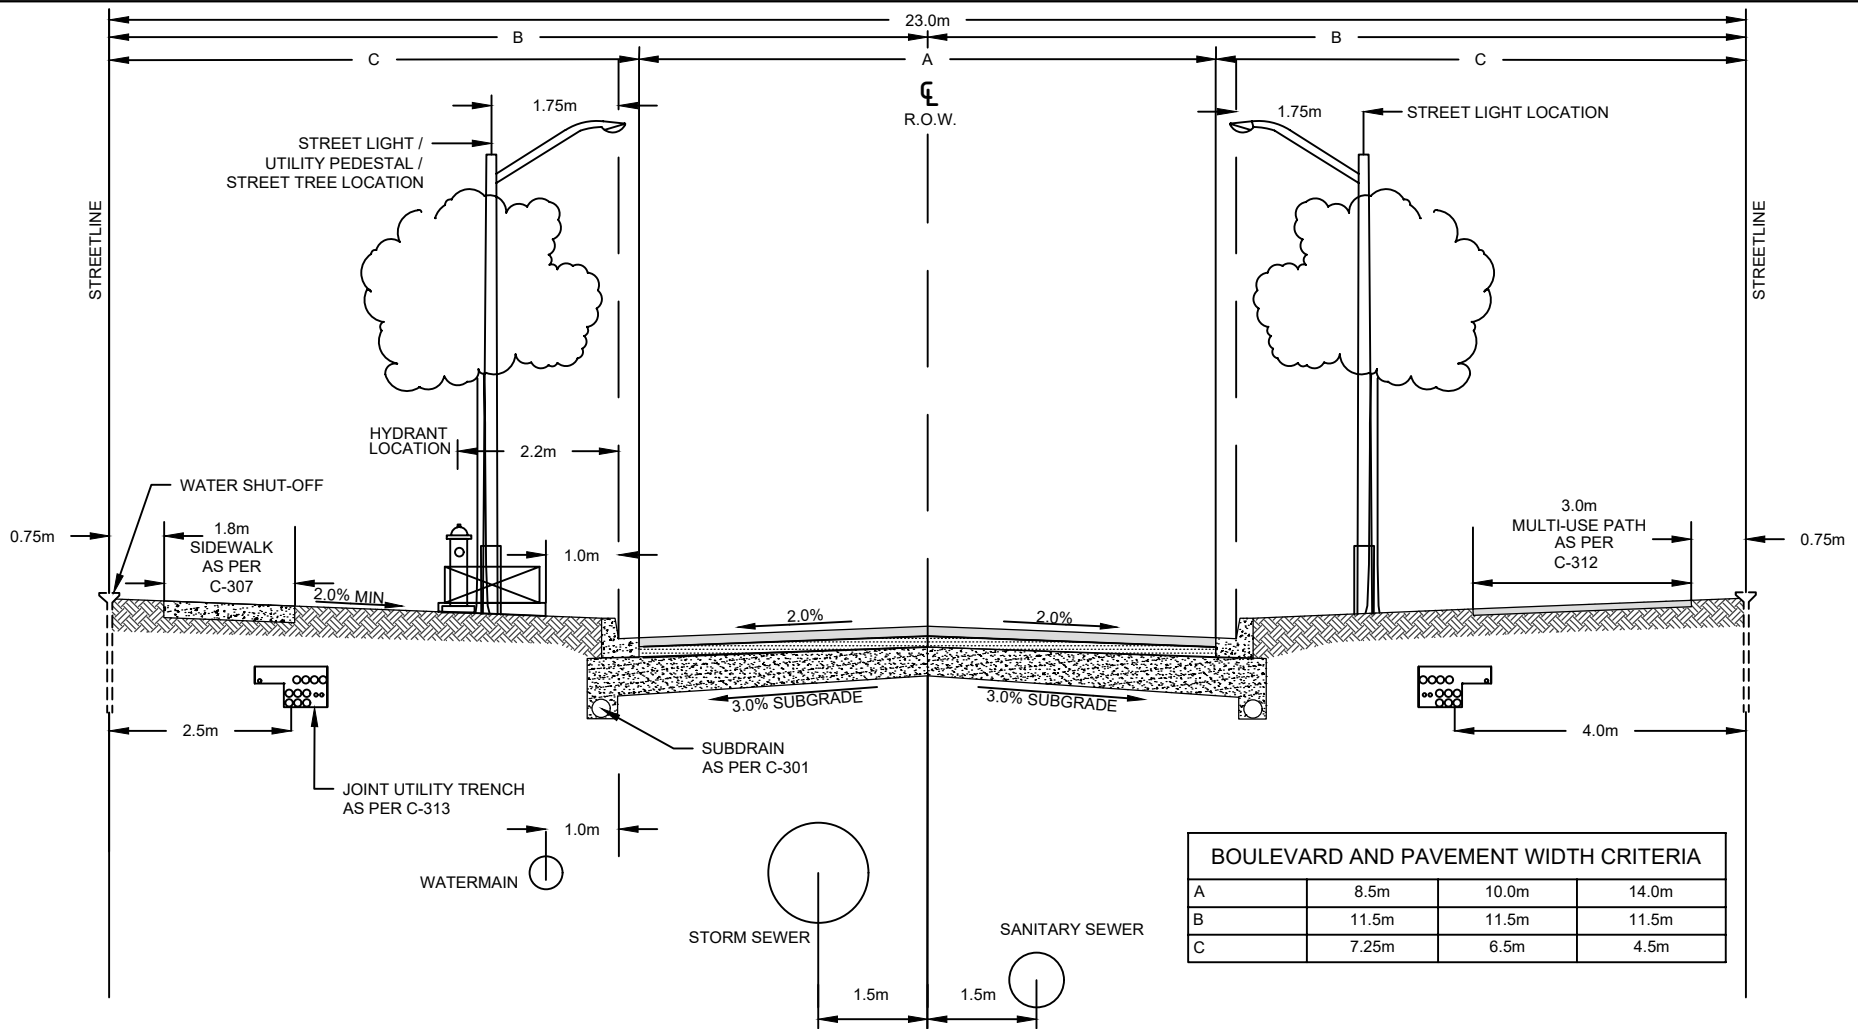 23.0m
B
B
C
A
C
℄
R.O.W.
1.75m
1.75m
STREET LIGHT LOCATION
STREET LIGHT /
UTILITY PEDESTAL /
STREET TREE LOCATION
STREETLINE
STREETLINE
HYDRANT
LOCATION
2.2m
WATER SHUT-OFF
0.75m
1.8m
SIDEWALK
AS PER
C-307
1.0m
3.0m
MULTI-USE PATH
AS PER
C-312
0.75m
2.0% MIN
2.0%
2.0%
3.0% SUBGRADE
3.0% SUBGRADE
2.5m
4.0m
SUBDRAIN
AS PER C-301
JOINT UTILITY TRENCH
AS PER C-313
1.0m
WATERMAIN
STORM SEWER
SANITARY SEWER
1.5m
1.5m
BOULEVARD AND PAVEMENT WIDTH CRITERIA
A 8.5m 10.0m 14.0m
B 11.5m 11.5m 11.5m
C 7.25m 6.5m 4.5m